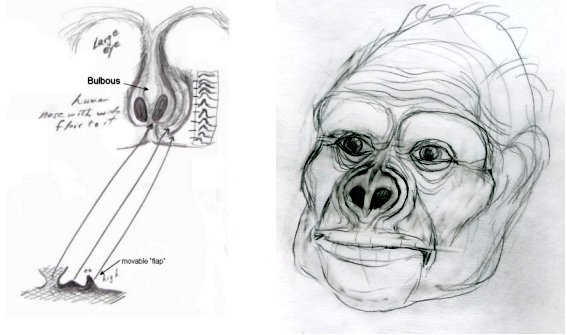 Large
eye
Bulbous
human
nose with wide
flair to it
movable "flap"
high